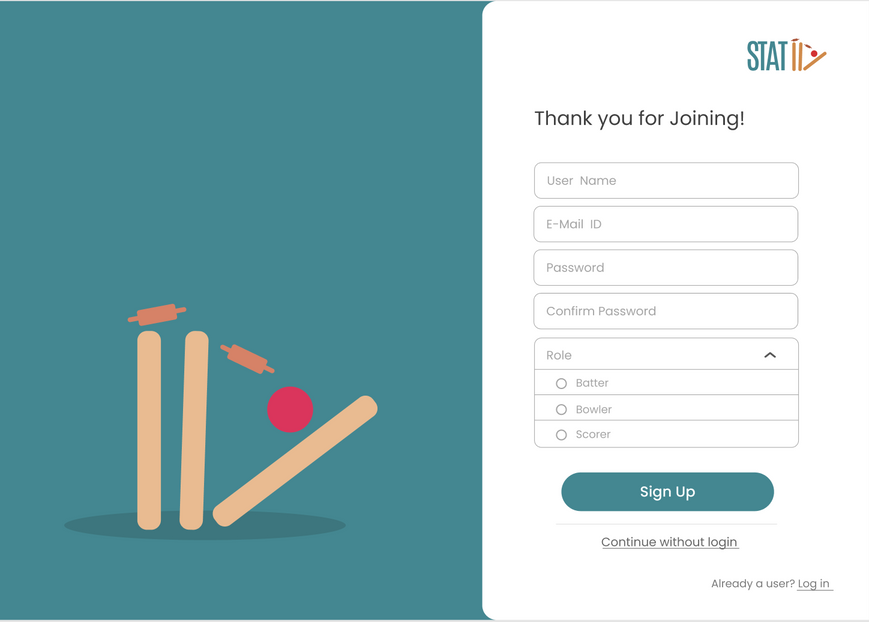 STAT
Thank you for Joining!
User Name
E-Mail ID
Password
Confirm Password
Role
Batter
Bowler
Scorer
Sign Up
Continue without login
Already a user? Log in